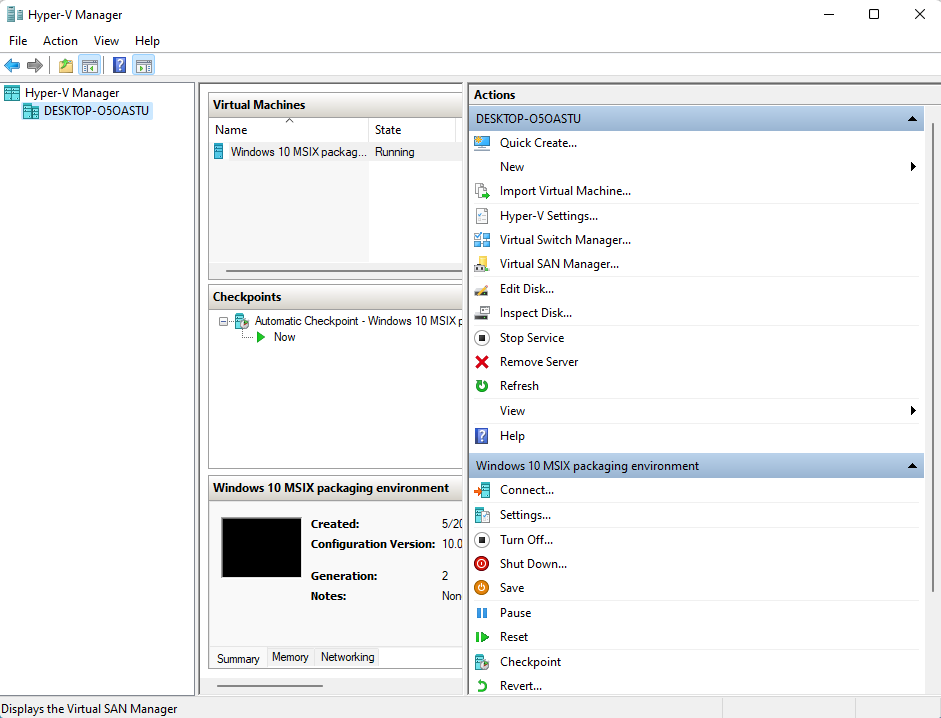 Hyper-V Manager
File Action View Help
Hyper-V Manager
DESKTOP-O5OASTU
Virtual Machines
Name State
Windows 10 MSIX packag... Running
Checkpoints
Automatic Checkpoint - Windows 10 MSIX p
Now
Windows 10 MSIX packaging environment
Created: 5/20
Configuration Version: 10.0
Generation: 2
Notes: Non
Summary Memory Networking
Actions
DESKTOP-O5OASTU
Quick Create...
New
Import Virtual Machine...
Hyper-V Settings...
Virtual Switch Manager...
Virtual SAN Manager...
Edit Disk...
Inspect Disk...
Stop Service
Remove Server
Refresh
View
Help
Windows 10 MSIX packaging environment
Connect...
Settings...
Turn Off...
Shut Down...
Save
Pause
Reset
Checkpoint
Revert...
Displays the Virtual SAN Manager